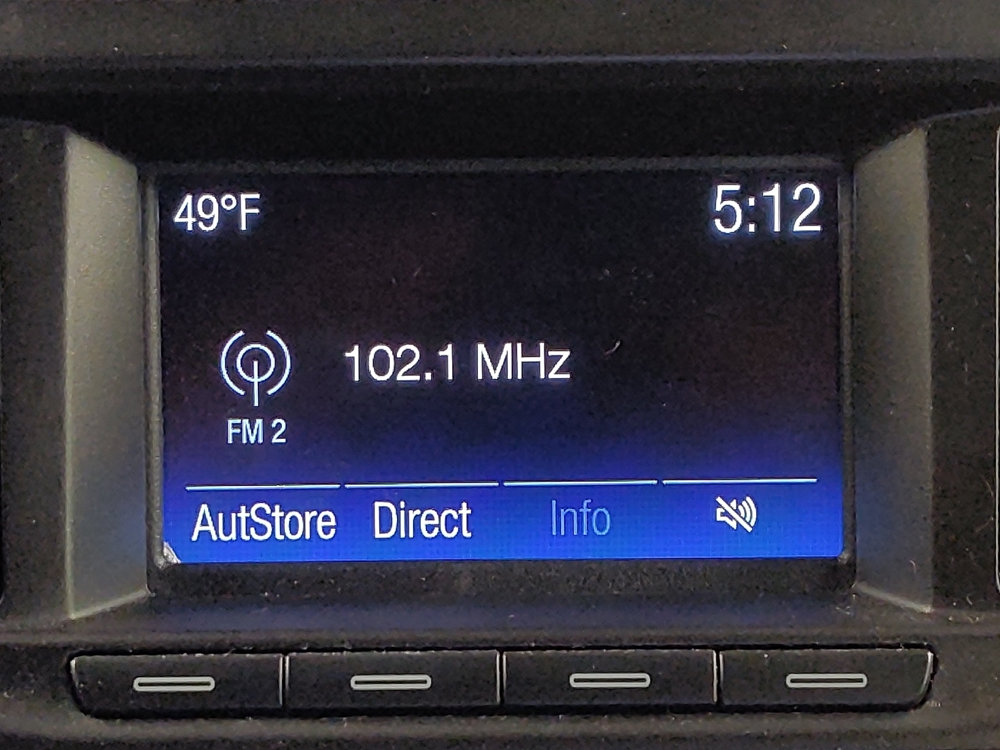 49°F 5:12
102.1 MHz
FM 2
AutStore Direct Info